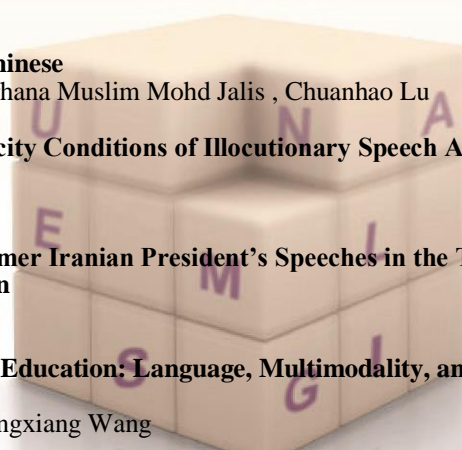 hinese
hana Muslim Mohd Jalis , Chuanhao Lu
U N A
city Conditions of Illocutionary Speech A
E L
mer Iranian President’s Speeches in the T
M
n
Education: Language, Multimodality, an
S G I
ngxiang Wang